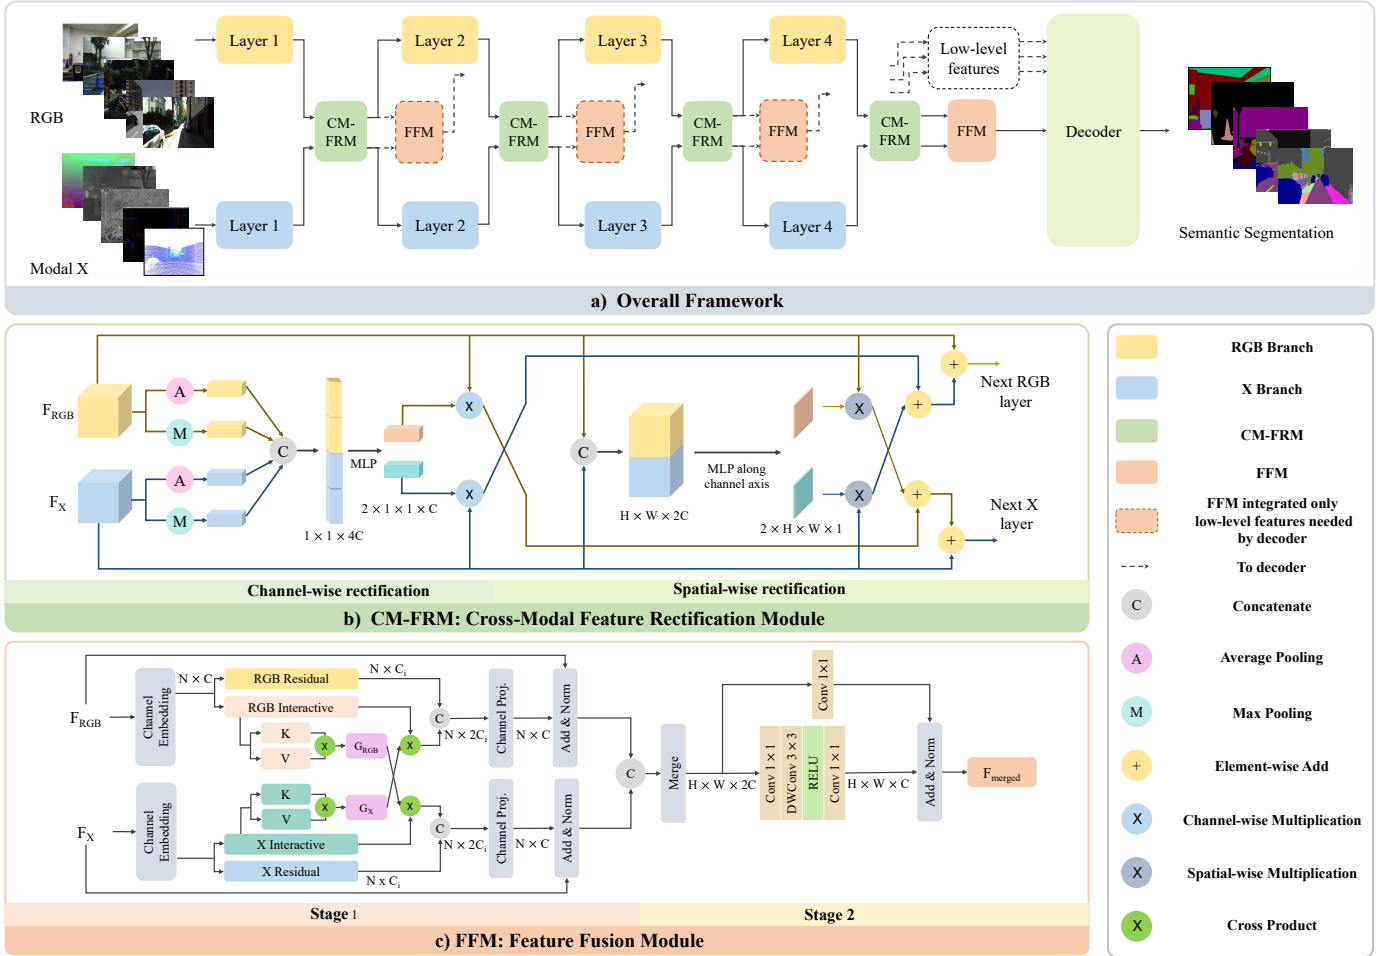 RGB
Modal X
Layer 1
Layer 2
Layer 3
Layer 4
Layer 1
Layer 2
Layer 3
Layer 4
CM-
FRM
FFM
CM-
FRM
FFM
CM-
FRM
FFM
CM-
FRM
FFM
Low-level
features
Decoder
Semantic Segmentation
a) Overall Framework
F_RGB
F_X
A
M
A
M
C
1 × 1 × 4C
MLP
2 × 1 × 1 × C
X
X
C
H × W × 2C
MLP along
channel axis
2 × H × W × 1
X
X
+
+
+
+
Next RGB
layer
Next X
layer
Channel-wise rectification
Spatial-wise rectification
b) CM-FRM: Cross-Modal Feature Rectification Module
F_RGB
F_X
Channel
Embedding
Channel
Embedding
N × C
RGB Residual
RGB Interactive
K
V
X
G_RGB
K
V
X
G_X
X Interactive
X Residual
N × C_i
N x C_i
X
X
C
C
N × 2C_i
N × 2C_i
Channel Proj.
Channel Proj.
N × C
N × C
Add & Norm
Add & Norm
C
Merge
H × W × 2C
Conv 1×1
Conv 1 × 1
DWConv 3 × 3
RELU
Conv 1 × 1
H × W × C
Add & Norm
F_merged
Stage 1
Stage 2
c) FFM: Feature Fusion Module
RGB Branch
X Branch
CM-FRM
FFM
FFM integrated only
low-level features needed
by decoder
To decoder
C
Concatenate
A
Average Pooling
M
Max Pooling
+
Element-wise Add
X
Channel-wise Multiplication
X
Spatial-wise Multiplication
X
Cross Product